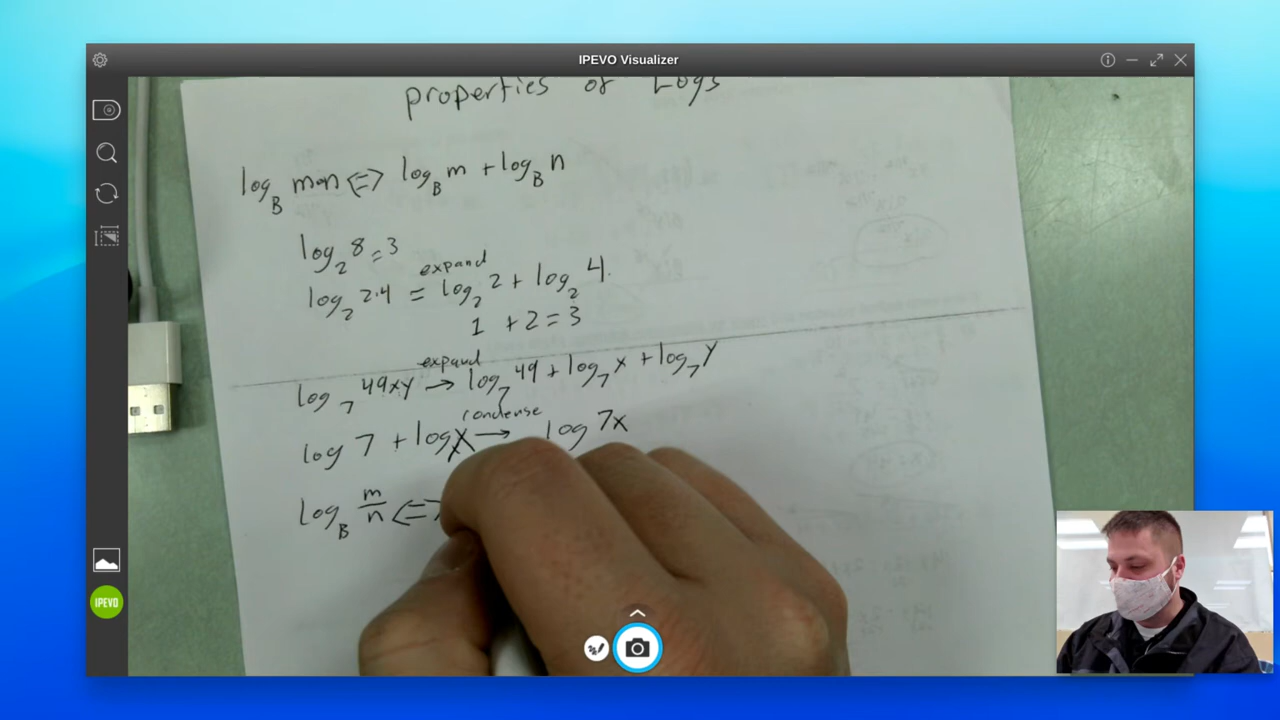 IPEVO Visualizer
properties of Logs
log_B m•n <=> log_B m + log_B n
log_2 8 = 3
expand
log_2 2•4 = log_2 2 + log_2 4
1 + 2 = 3
expand
log_7 49xy → log_7 49 + log_7 x + log_7 y
condense
log 7 + log x → log 7x
log_B m/n <=>
IPEVO